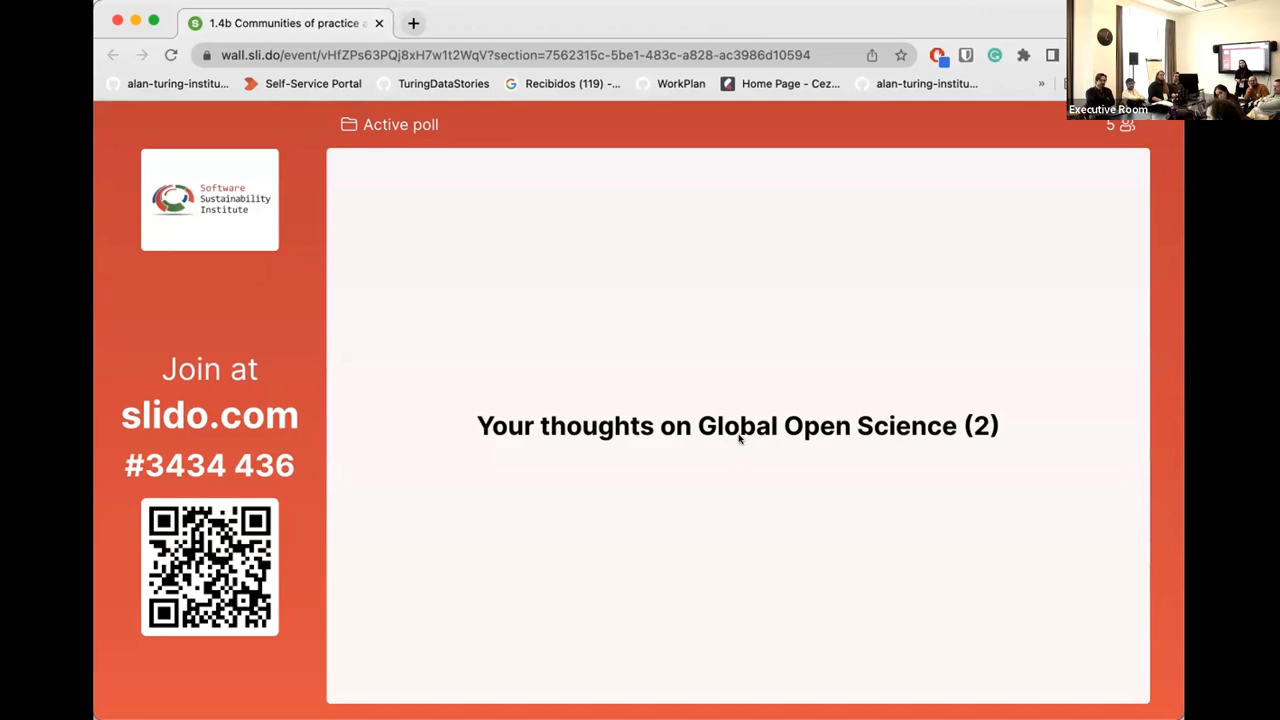 1.4b Communities of practice a
wall.sli.do/event/vHfZPs63PQj8xH7w1t2WqV?section=7562315c-5be1-483c-a828-ac3986d10594
alan-turing-institu...
Self-Service Portal
TuringDataStories
Recibidos (119) -...
WorkPlan
Home Page - Cez...
alan-turing-institu...
»
Executive Room
Active poll
5
Software
Sustainability
Institute
Join at
slido.com
#3434 436
Your thoughts on Global Open Science (2)